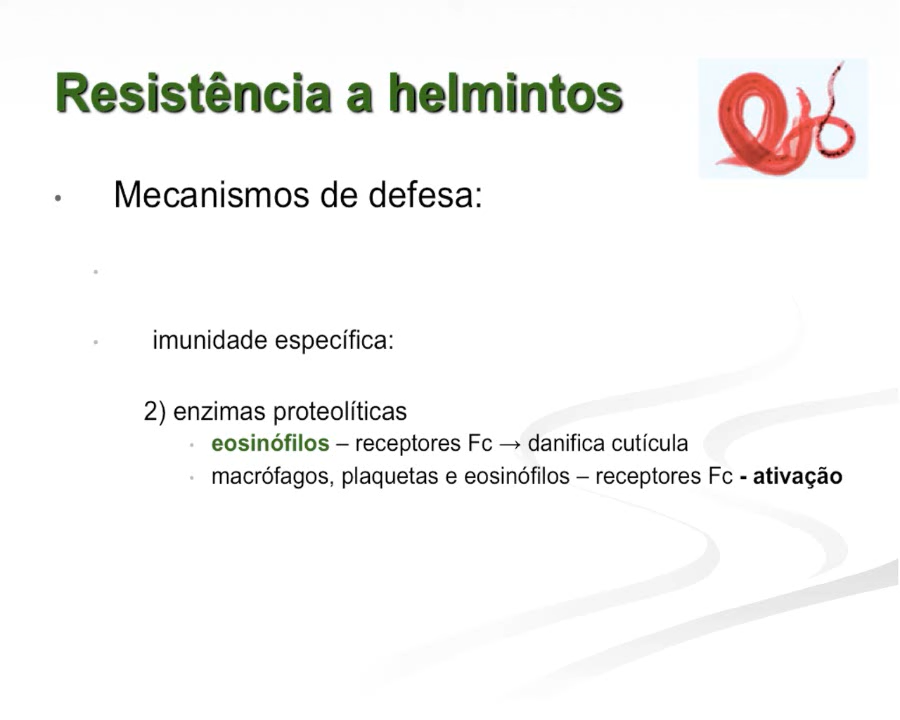 Resistência a helmintos
• Mecanismos de defesa:
•
• imunidade específica:
2) enzimas proteolíticas
• eosinófilos – receptores Fc → danifica cutícula
• macrófagos, plaquetas e eosinófilos – receptores Fc - ativação